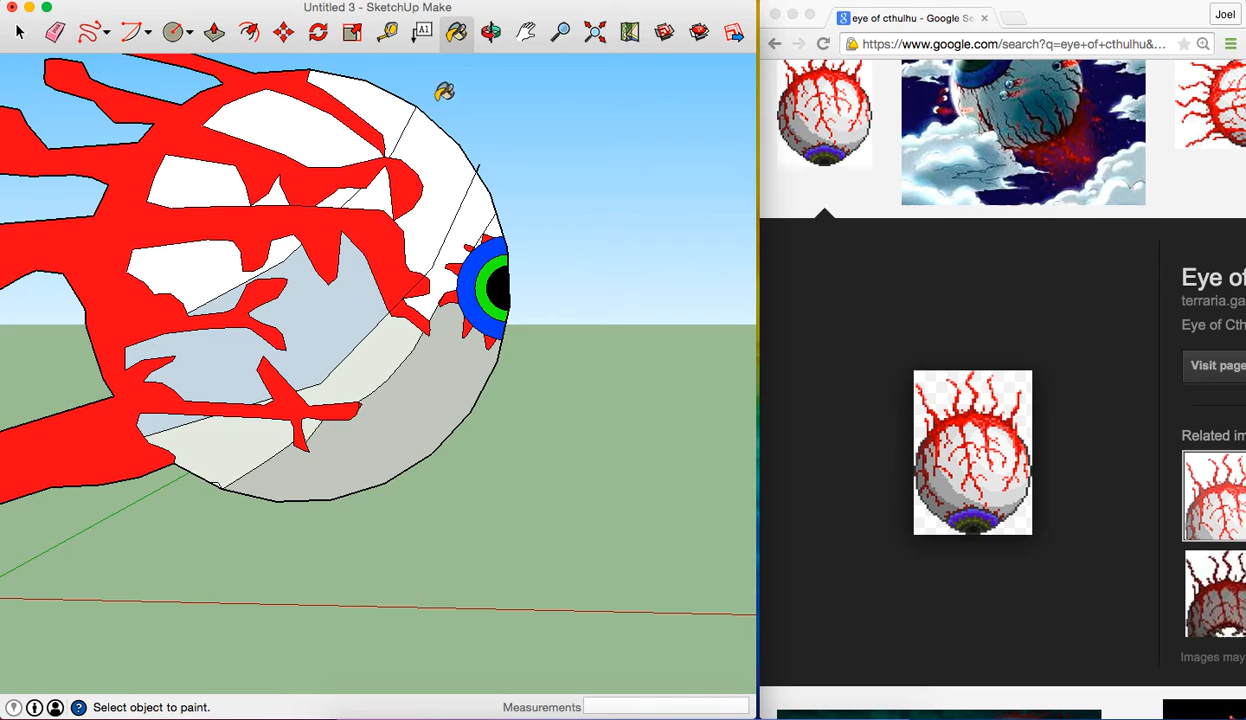 Untitled 3 - SketchUp Make
A1
Select object to paint.
Measurements
eye of cthulhu - Google Se
Joel
https://www.google.com/search?q=eye+of+cthulhu&...
Eye of
terraria.ga
Eye of Cth
Visit page
Related im
Images may